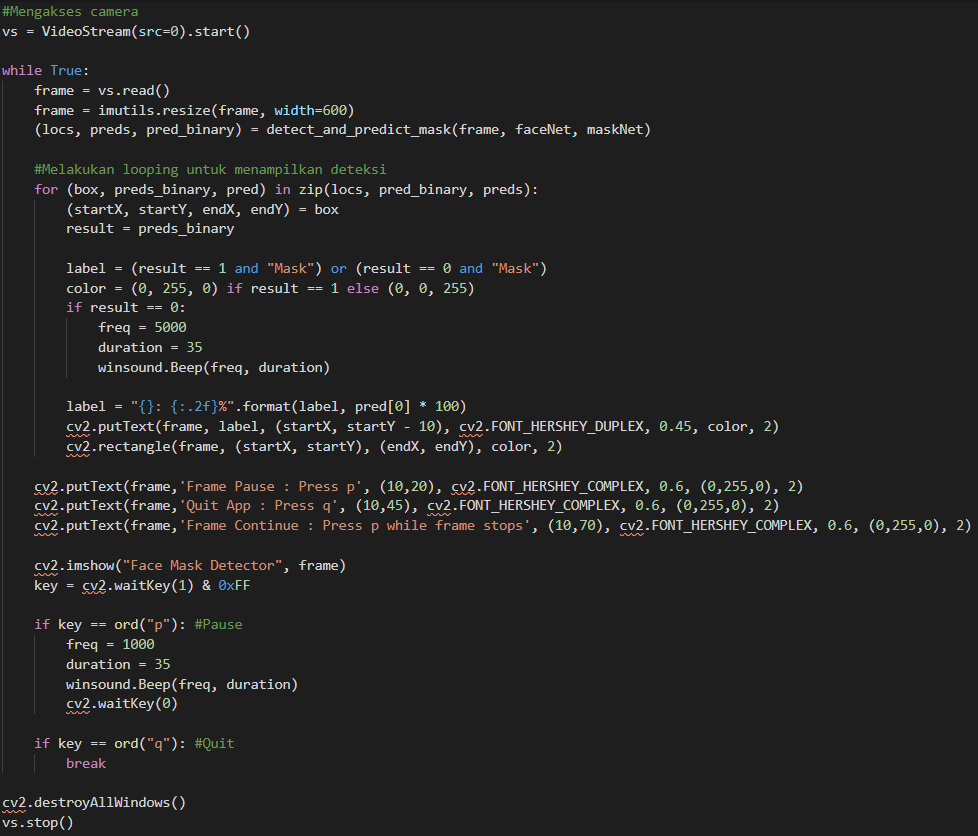 #Mengakses camera
vs = VideoStream(src=0).start()
while True:
frame = vs.read()
frame = imutils.resize(frame, width=600)
(locs, preds, pred_binary) = detect_and_predict_mask(frame, faceNet, maskNet)
#Melakukan looping untuk menampilkan deteksi
for (box, preds_binary, pred) in zip(locs, pred_binary, preds):
(startX, startY, endX, endY) = box
result = preds_binary
label = (result == 1 and "Mask") or (result == 0 and "Mask")
color = (0, 255, 0) if result == 1 else (0, 0, 255)
if result == 0:
freq = 5000
duration = 35
winsound.Beep(freq, duration)
label = "{}: {:.2f}%".format(label, pred[0] * 100)
cv2.putText(frame, label, (startX, startY - 10), cv2.FONT_HERSHEY_DUPLEX, 0.45, color, 2)
cv2.rectangle(frame, (startX, startY), (endX, endY), color, 2)
cv2.putText(frame,'Frame Pause : Press p', (10,20), cv2.FONT_HERSHEY_COMPLEX, 0.6, (0,255,0), 2)
cv2.putText(frame,'Quit App : Press q', (10,45), cv2.FONT_HERSHEY_COMPLEX, 0.6, (0,255,0), 2)
cv2.putText(frame,'Frame Continue : Press p while frame stops', (10,70), cv2.FONT_HERSHEY_COMPLEX, 0.6, (0,255,0), 2)
cv2.imshow("Face Mask Detector", frame)
key = cv2.waitKey(1) & 0xFF
if key == ord("p"): #Pause
freq = 1000
duration = 35
winsound.Beep(freq, duration)
cv2.waitKey(0)
if key == ord("q"): #Quit
break
cv2.destroyAllWindows()
vs.stop()